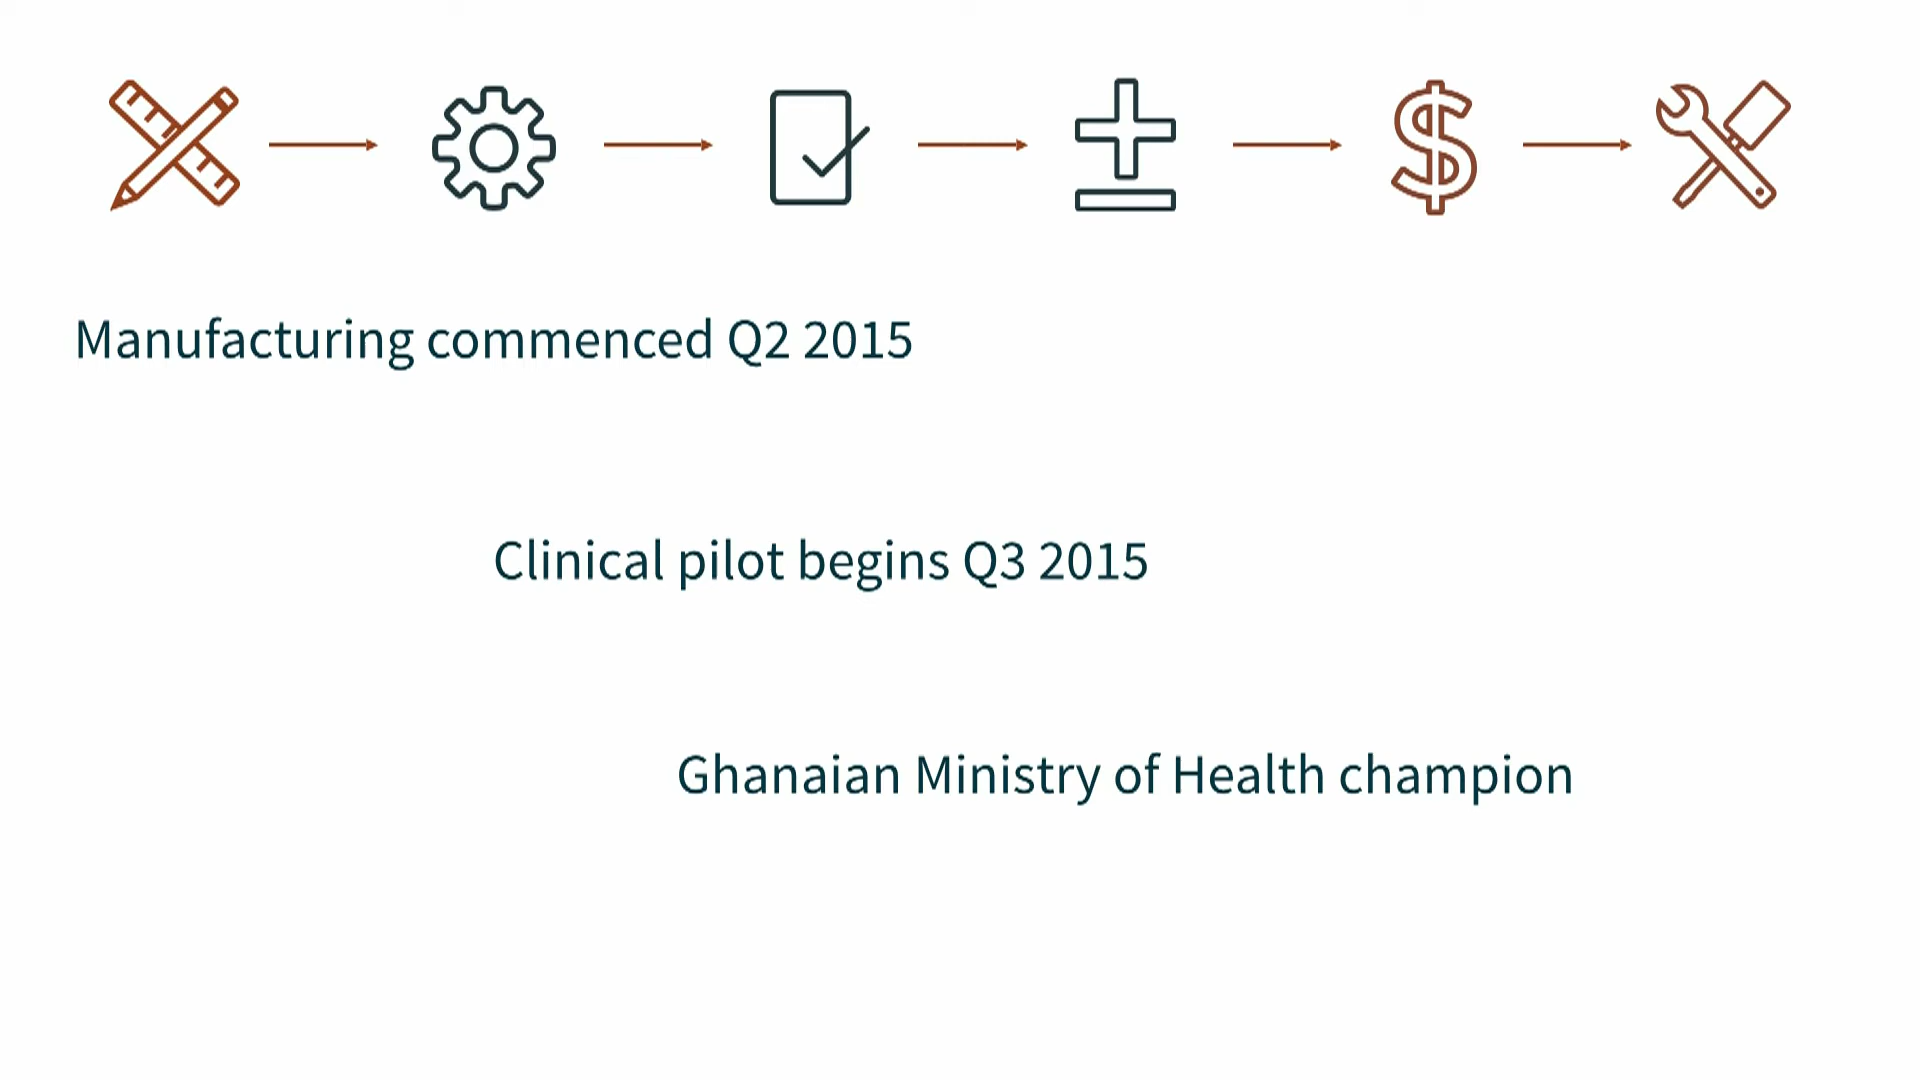 Manufacturing commenced Q2 2015
Clinical pilot begins Q3 2015
Ghanaian Ministry of Health champion